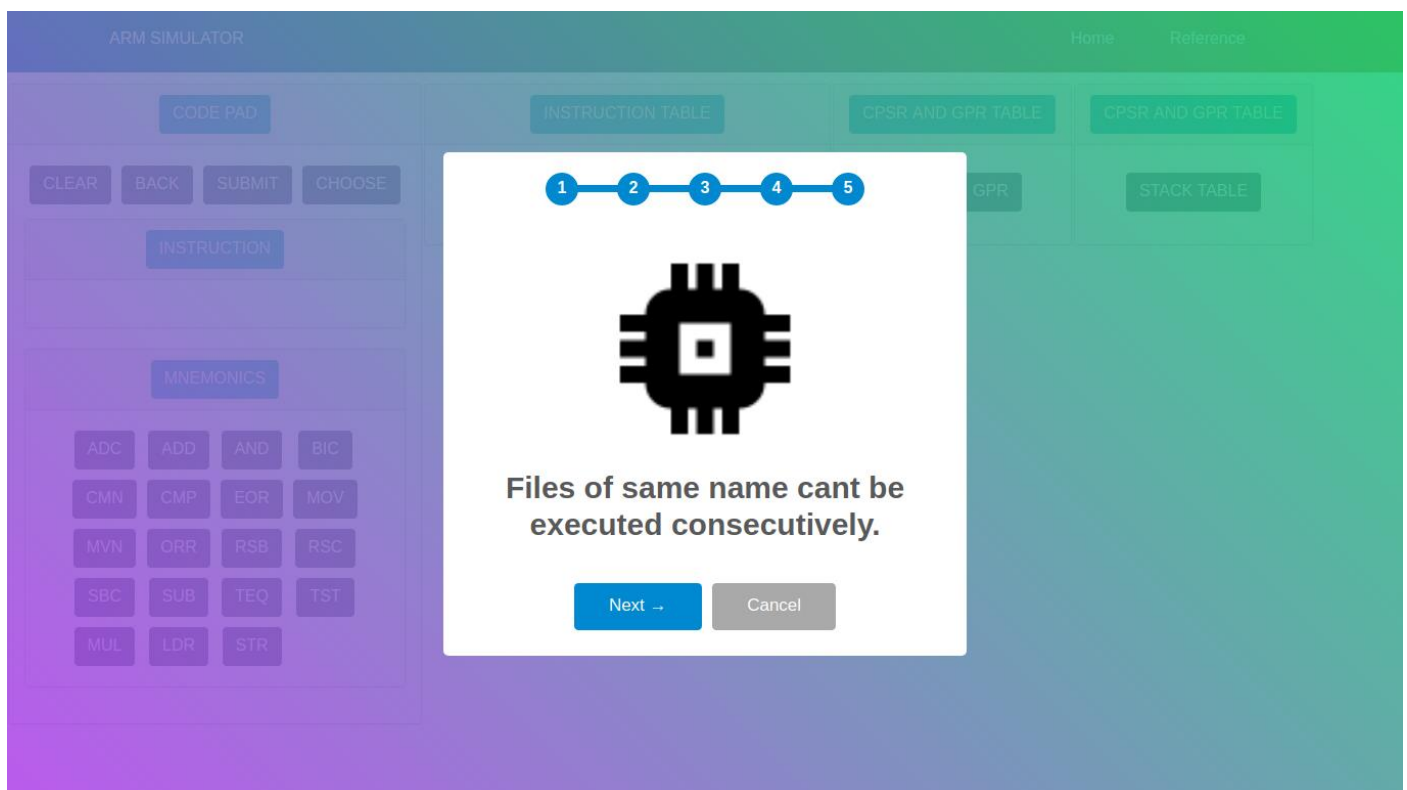 ARM SIMULATOR Home Reference
CODE PAD INSTRUCTION TABLE CPSR AND GPR TABLE CPSR AND GPR TABLE
CLEAR BACK SUBMIT CHOOSE GPR STACK TABLE
INSTRUCTION
MNEMONICS
ADC ADD AND BIC
CMN CMP EOR MOV
MVN ORR RSB RSC
SBC SUB TEQ TST
MUL LDR STR
1 2 3 4 5
Files of same name cant be
executed consecutively.
Next → Cancel